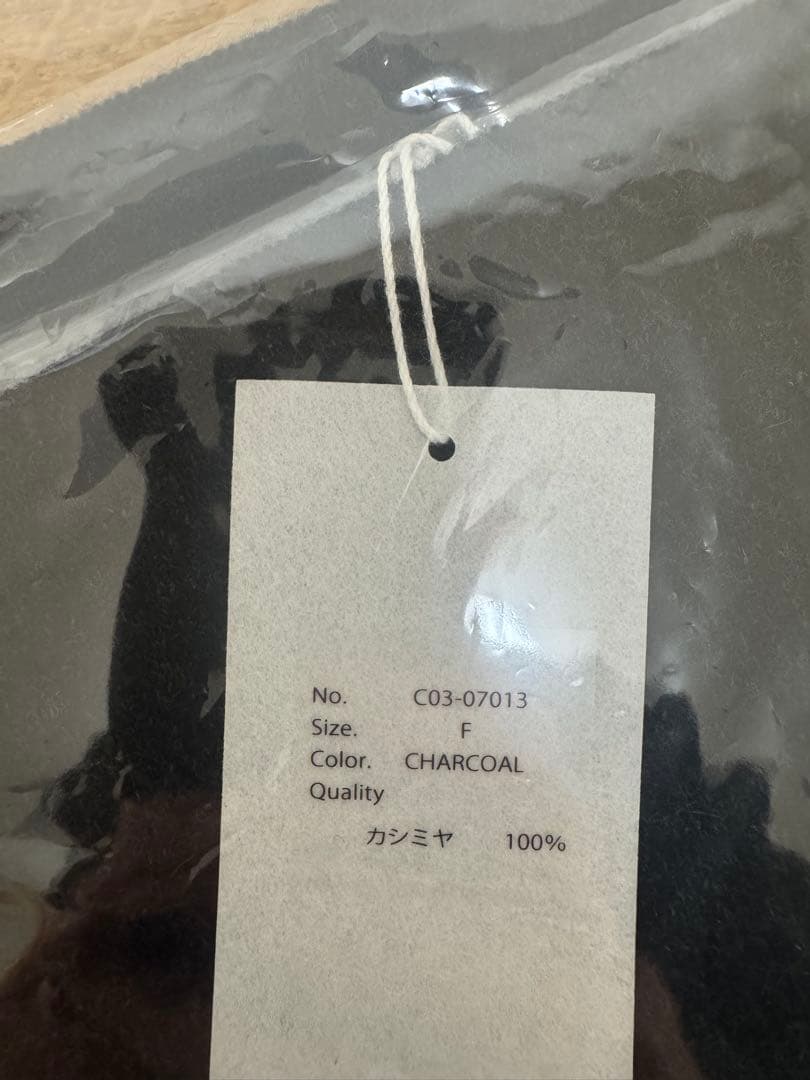 No. C03-07013
Size. F
Color. CHARCOAL
Quality
カシミヤ 100%